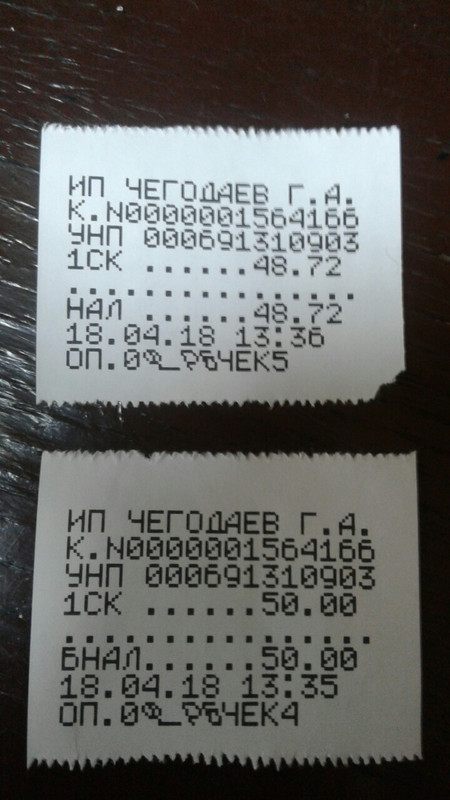 ИП ЧЕГОДАЕВ Г.А.
К.N0000001564166
УНП 000691310903
1СК ......48.72
................
НАЛ ......48.72
18.04.18 13:36
ОП.0 ЧЕК5
ИП ЧЕГОДАЕВ Г.А.
К.N0000001564166
УНП 000691310903
1СК ......50.00
................
БНАЛ......50.00
18.04.18 13:35
ОП.0 ЧЕК4